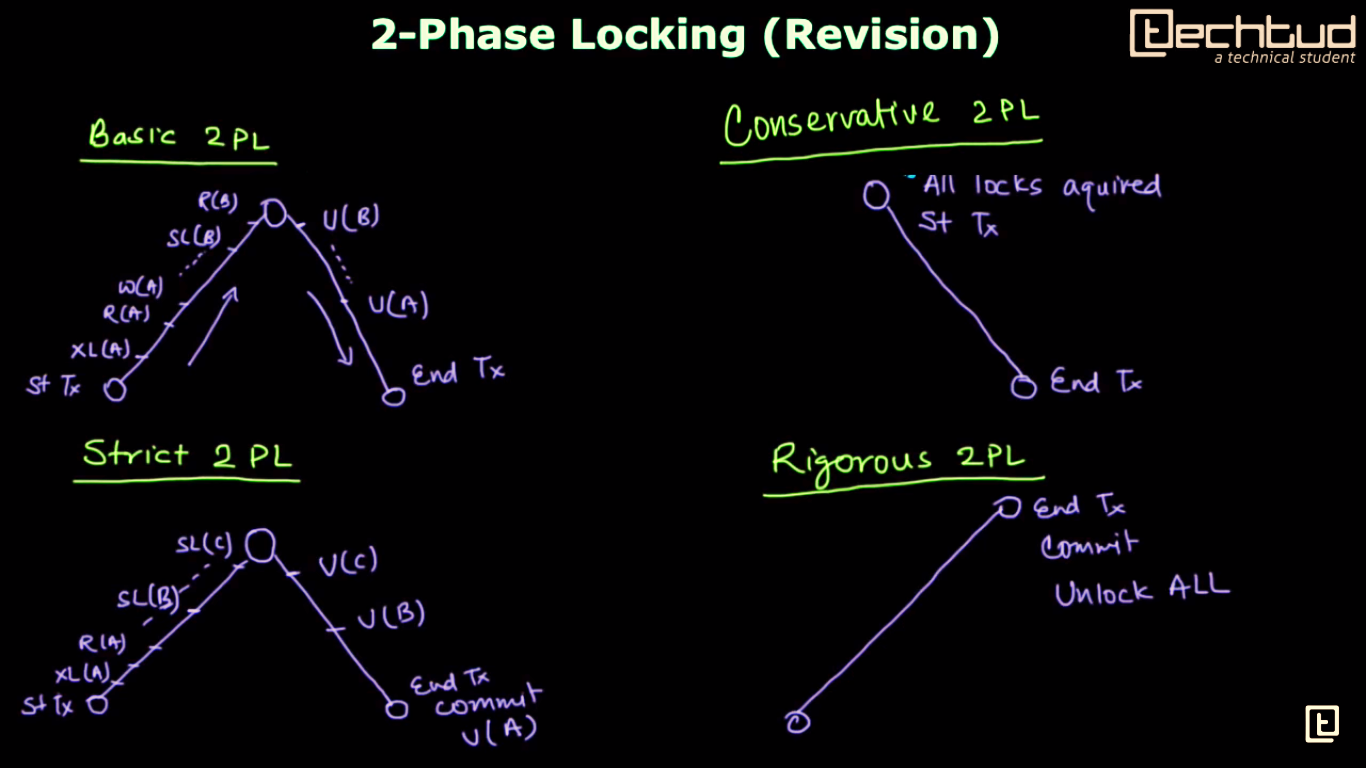 2-Phase Locking (Revision)
techtud
a technical student
Basic 2PL
R(B)
SL(B)
W(A)
R(A)
XL(A)
St Tx
U(B)
U(A)
End Tx
Conservative 2PL
All locks aquired
St Tx
End Tx
Strict 2PL
SL(C)
SL(B)
R(A)
XL(A)
St Tx
U(C)
U(B)
End Tx
commit
U(A)
Rigorous 2PL
End Tx
Commit
Unlock ALL
t